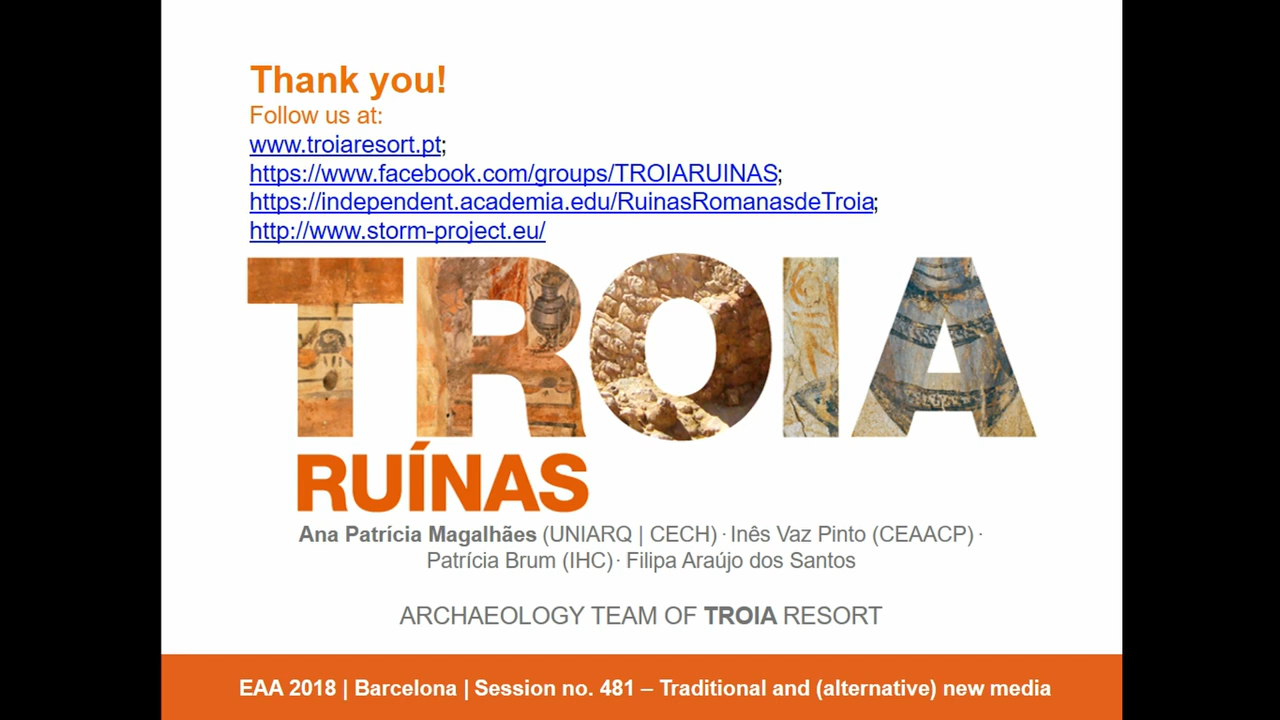 Thank you!
Follow us at:
www.troiaresort.pt;
https://www.facebook.com/groups/TROIARUINAS;
https://independent.academia.edu/RuinasRomanasdeTroia;
http://www.storm-project.eu/
TROIA
RUÍNAS
Ana Patrícia Magalhães (UNIARQ | CECH) · Inês Vaz Pinto (CEAACP) ·
Patrícia Brum (IHC) · Filipa Araújo dos Santos
ARCHAEOLOGY TEAM OF TROIA RESORT
EAA 2018 | Barcelona | Session no. 481 – Traditional and (alternative) new media